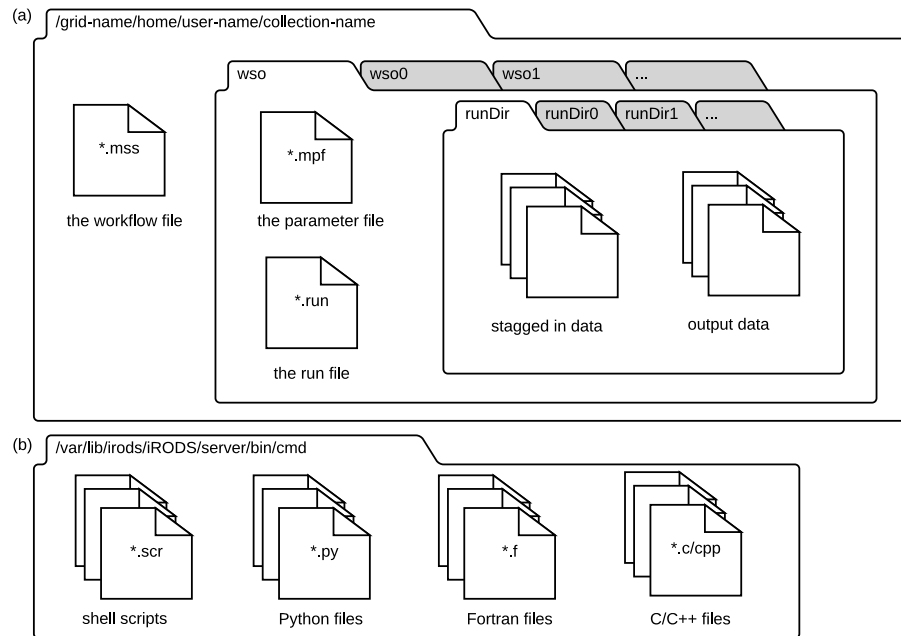 (a)
/grid-name/home/user-name/collection-name
wso
wso0
wso1
...
runDir
runDir0
runDir1
...
*.mss
the workflow file
*.mpf
the parameter file
*.run
the run file
stagged in data
output data
(b)
/var/lib/irods/iRODS/server/bin/cmd
*.scr
*.py
*.f
*.c/cpp
shell scripts
Python files
Fortran files
C/C++ files